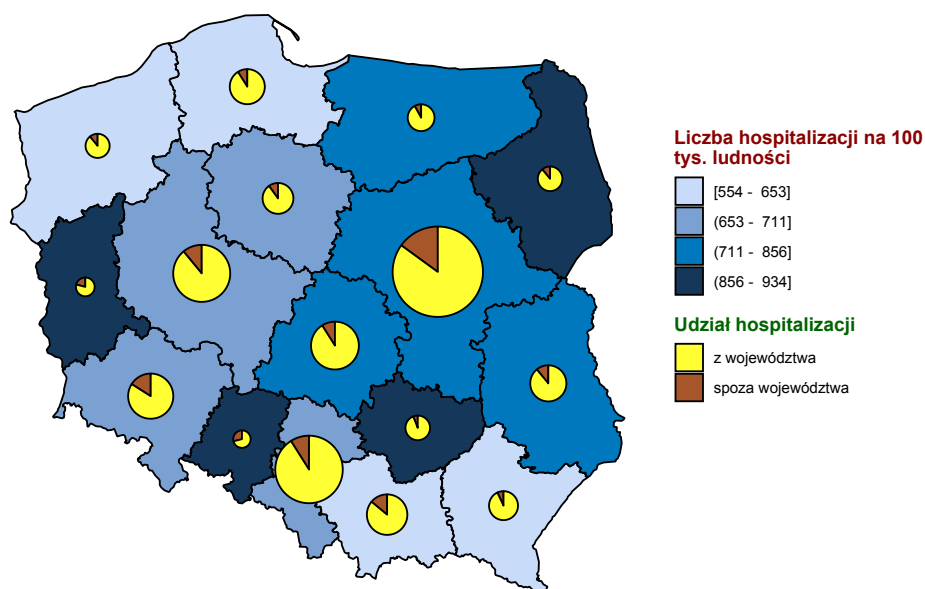 Liczba hospitalizacji na 100
tys. ludności
[554 - 653]
(653 - 711]
(711 - 856]
(856 - 934]
Udział hospitalizacji
z województwa
spoza województwa